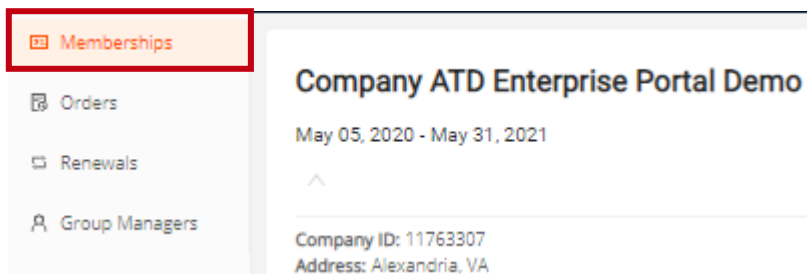 Memberships
Orders
Renewals
Group Managers
Company ATD Enterprise Portal Demo
May 05, 2020 - May 31, 2021
Company ID: 11763307
Address: Alexandria, VA